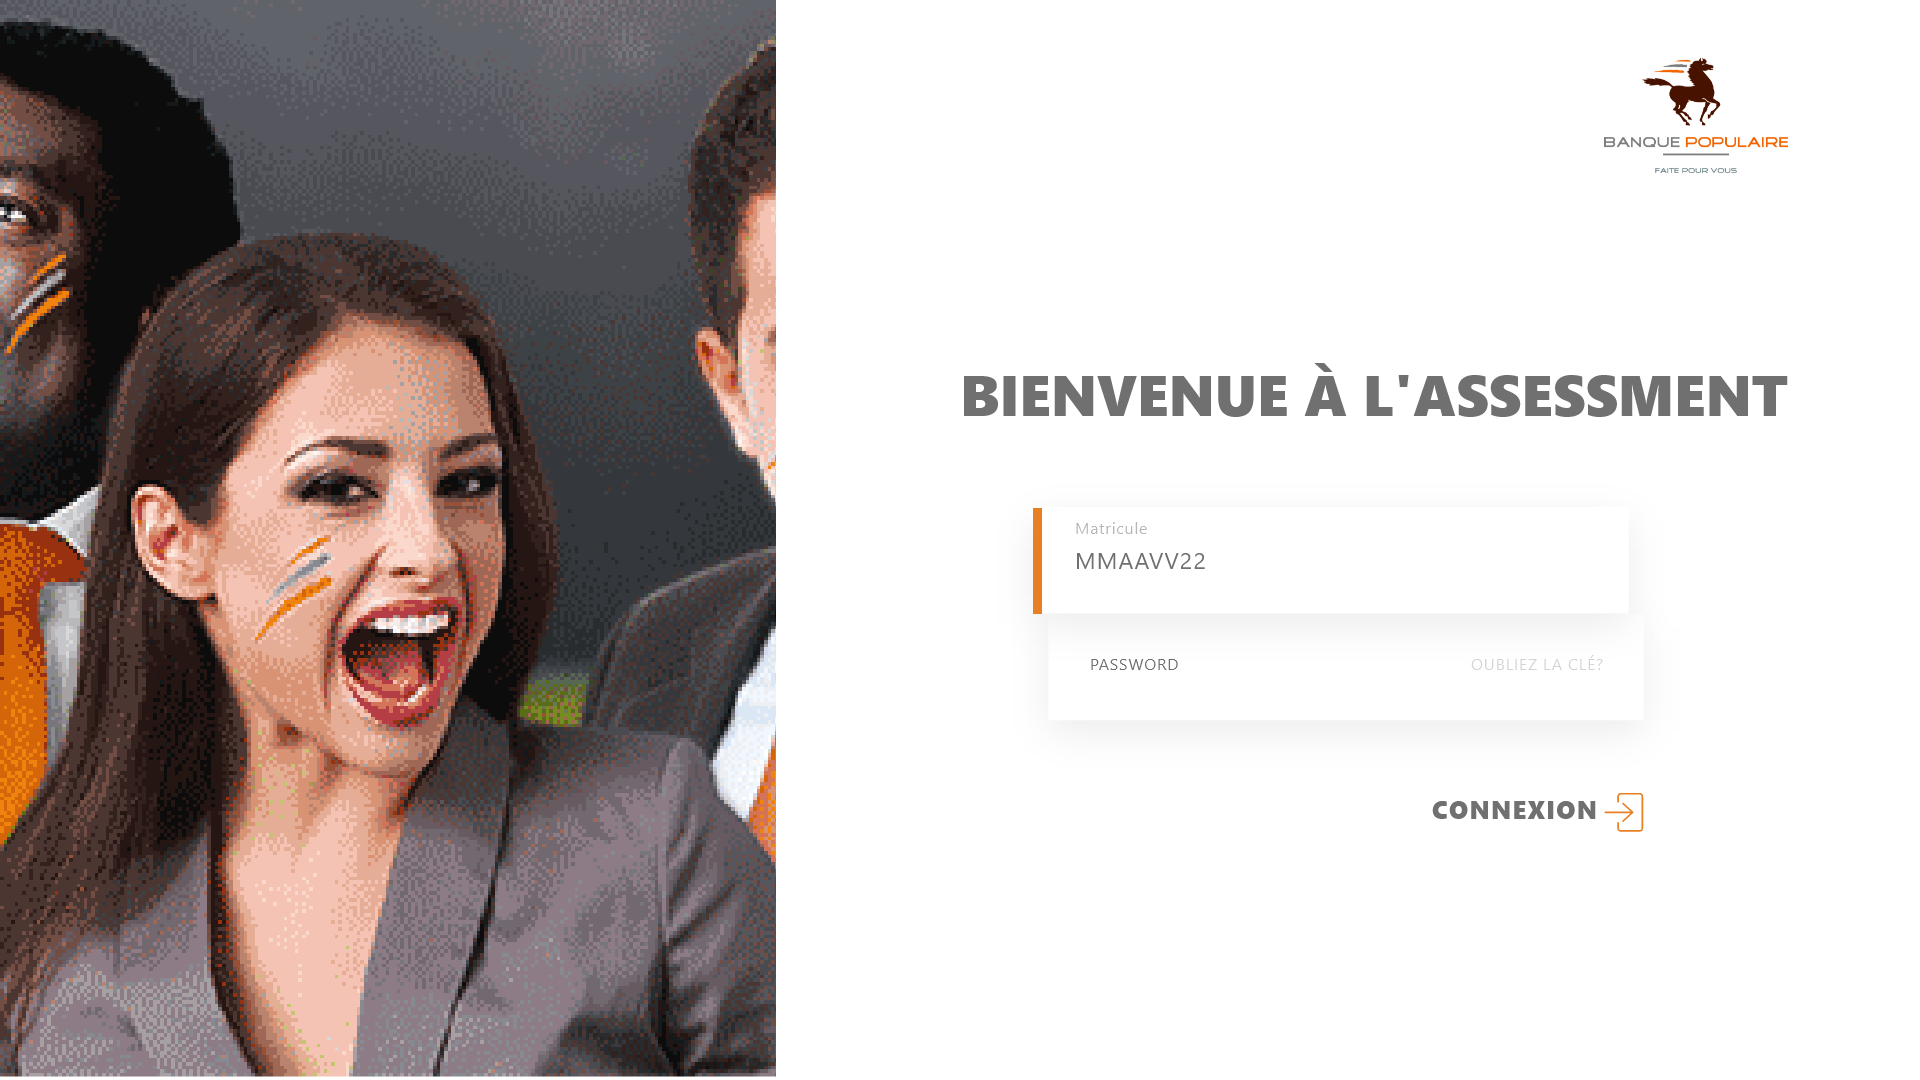 BANQUE POPULAIRE
FAITE POUR VOUS
BIENVENUE À L'ASSESSMENT
Matricule
MMAAVV22
PASSWORD
OUBLIEZ LA CLÉ?
CONNEXION